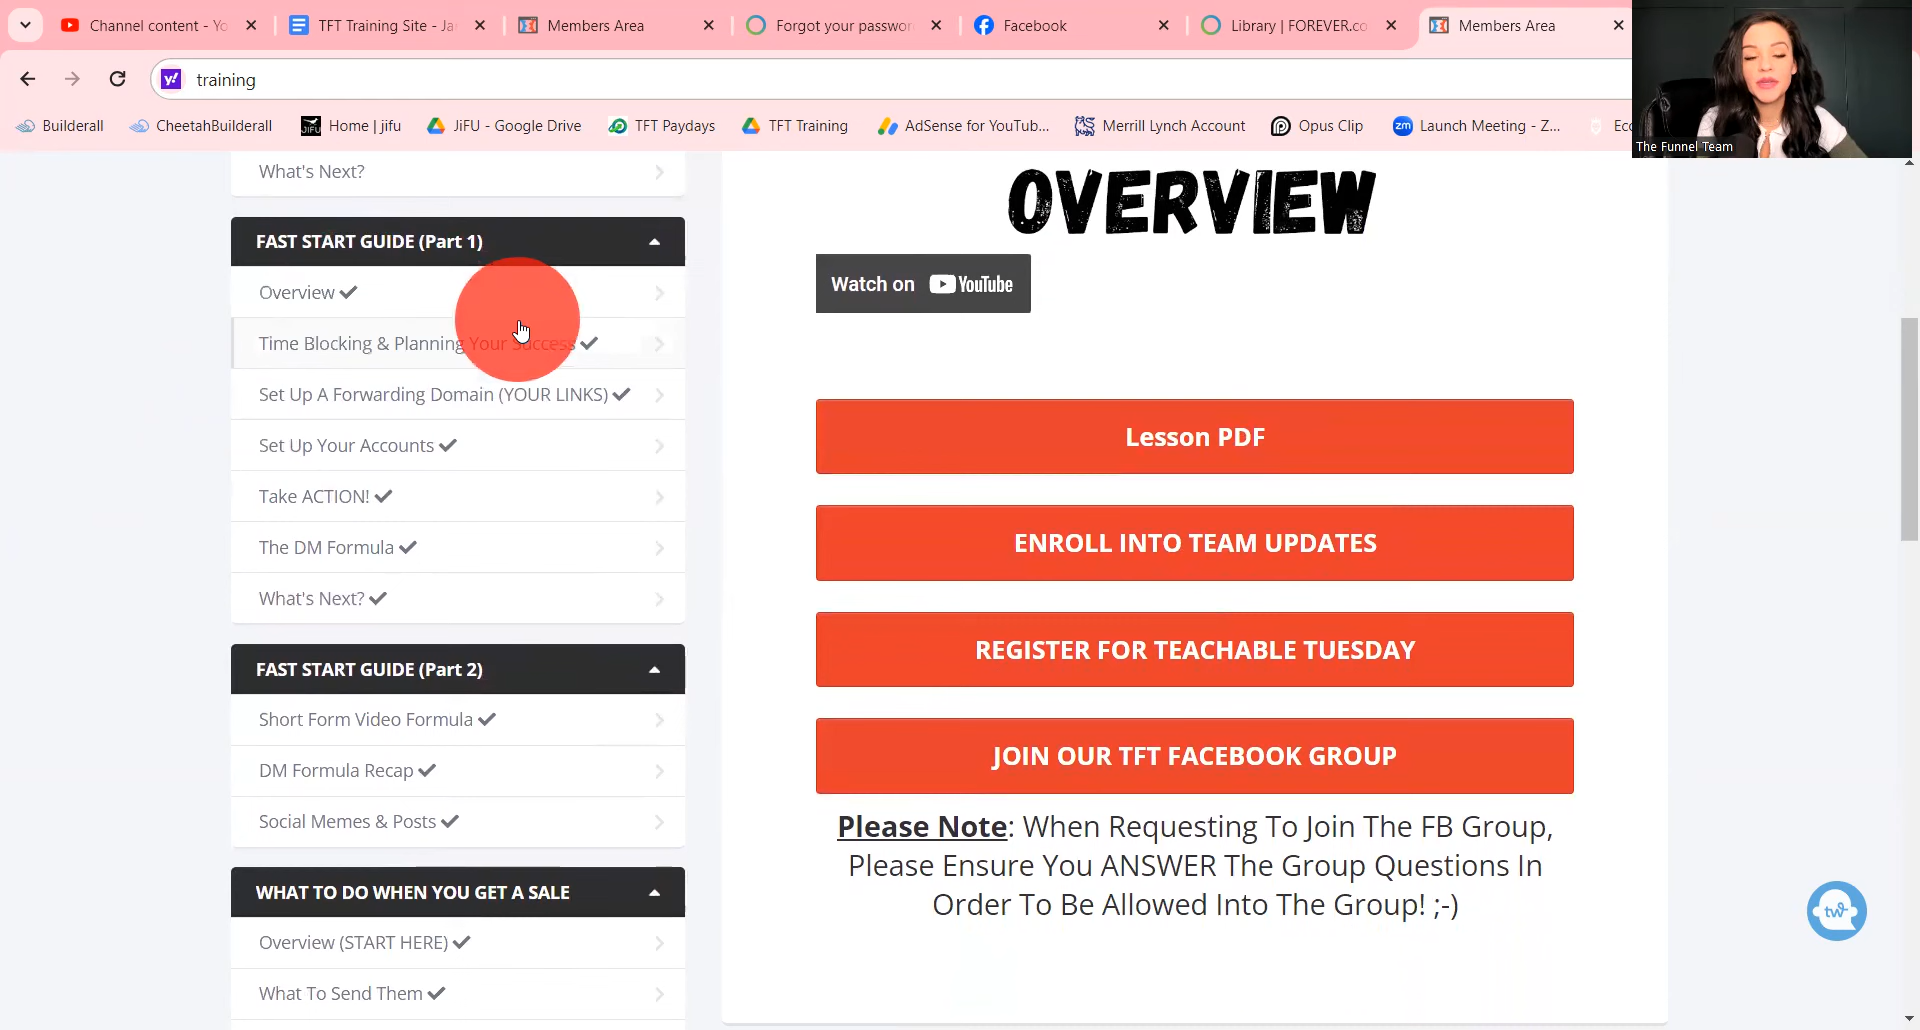 Channel content - Yo
TFT Training Site - Ja
Members Area
Forgot your passwor
Facebook
Library | FOREVER.co
Members Area
training
Builderall
CheetahBuilderall
Home | jifu
JiFU - Google Drive
TFT Paydays
TFT Training
AdSense for YouTub...
Merrill Lynch Account
Opus Clip
Launch Meeting - Z...
Ec
The Funnel Team
What's Next?
FAST START GUIDE (Part 1)
Overview
Time Blocking & Planning Your Success
Set Up A Forwarding Domain (YOUR LINKS)
Set Up Your Accounts
Take ACTION!
The DM Formula
What's Next?
FAST START GUIDE (Part 2)
Short Form Video Formula
DM Formula Recap
Social Memes & Posts
WHAT TO DO WHEN YOU GET A SALE
Overview (START HERE)
What To Send Them
OVERVIEW
Watch on YouTube
Lesson PDF
ENROLL INTO TEAM UPDATES
REGISTER FOR TEACHABLE TUESDAY
JOIN OUR TFT FACEBOOK GROUP
Please Note: When Requesting To Join The FB Group,
Please Ensure You ANSWER The Group Questions In
Order To Be Allowed Into The Group! ;-)